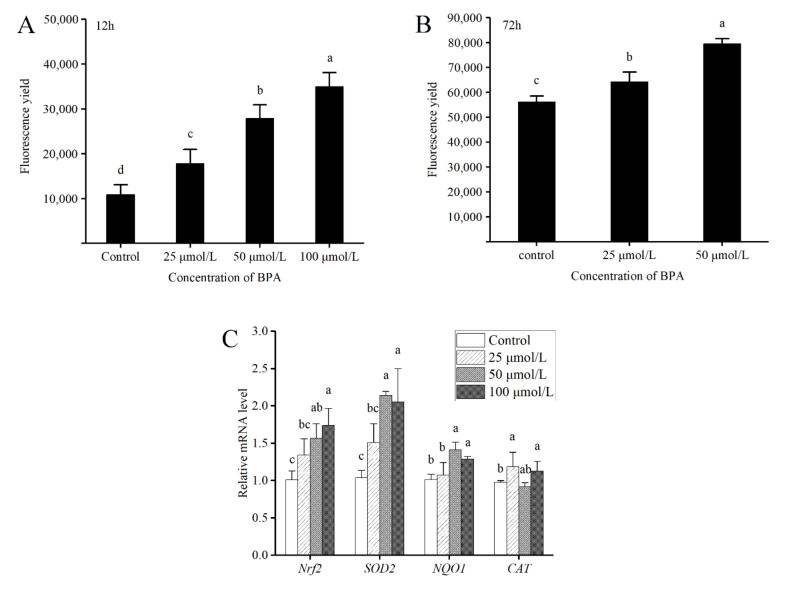 A
12h
50,000
40,000
30,000
20,000
10,000
Fluorescence yield
d
c
b
a
Control
25 μmol/L
50 μmol/L
100 μmol/L
Concentration of BPA
B
72h
90,000
80,000
70,000
60,000
50,000
40,000
30,000
20,000
10,000
Fluorescence yield
c
b
a
control
25 μmol/L
50 μmol/L
Concentration of BPA
C
3.0
2.5
2.0
1.5
1.0
0.5
0.0
Relative mRNA level
Control
25 μmol/L
50 μmol/L
100 μmol/L
c
bc
ab
a
c
bc
a
a
b
b
a
a
b
a
ab
a
Nrf2
SOD2
NQO1
CAT